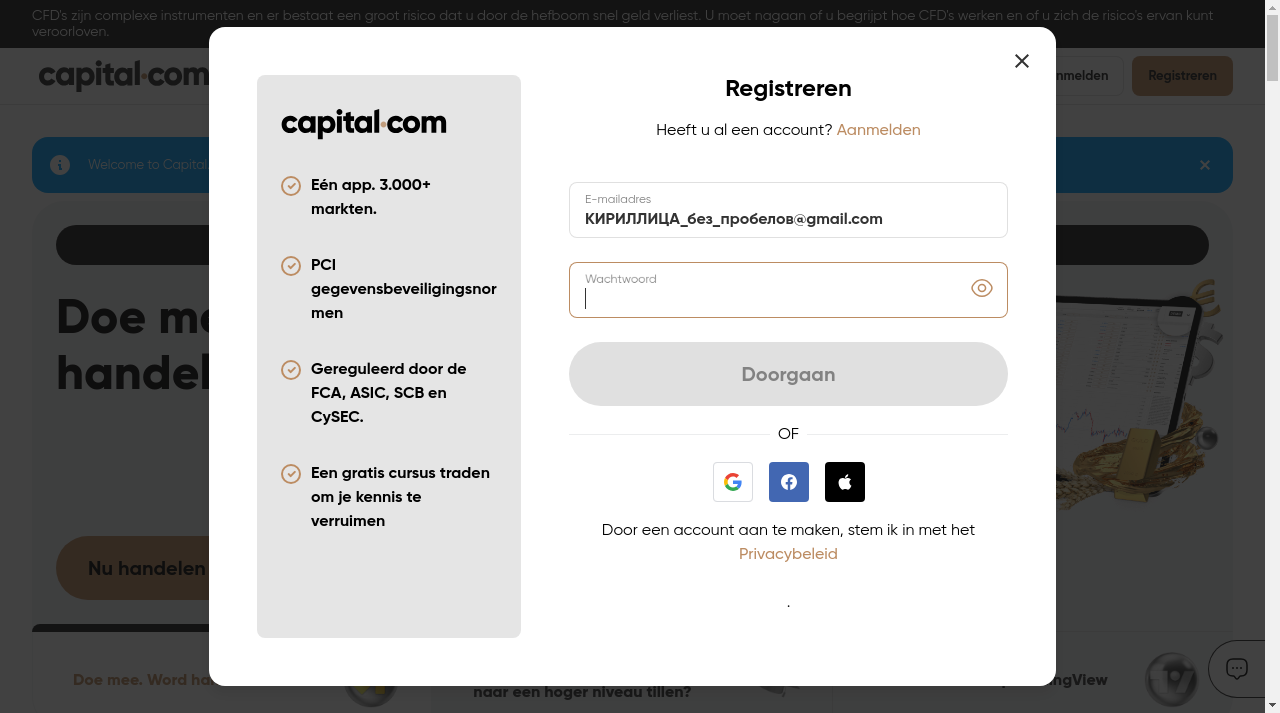 CFD's zijn complexe instrumenten en er bestaat een groot risico dat u door de hefboom snel geld verliest. U moet nagaan of u begrijpt hoe CFD's werken en of u zich de risico's ervan kunt
veroorloven.
capital.com
nmelden
Registreren
Welcome to Capital
Doe m
handel
Nu handelen
Doe mee. Word ha
naar een hoger niveau tillen?
ngView
capital.com
Eén app. 3.000+
markten.
PCI
gegevensbeveiligingsnor
men
Gereguleerd door de
FCA, ASIC, SCB en
CySEC.
Een gratis cursus traden
om je kennis te
verruimen
Registreren
Heeft u al een account? Aanmelden
E-mailadres
КИРИЛЛИЦА_без_пробелов@gmail.com
Wachtwoord
Doorgaan
OF
Door een account aan te maken, stem ik in met het
Privacybeleid
.